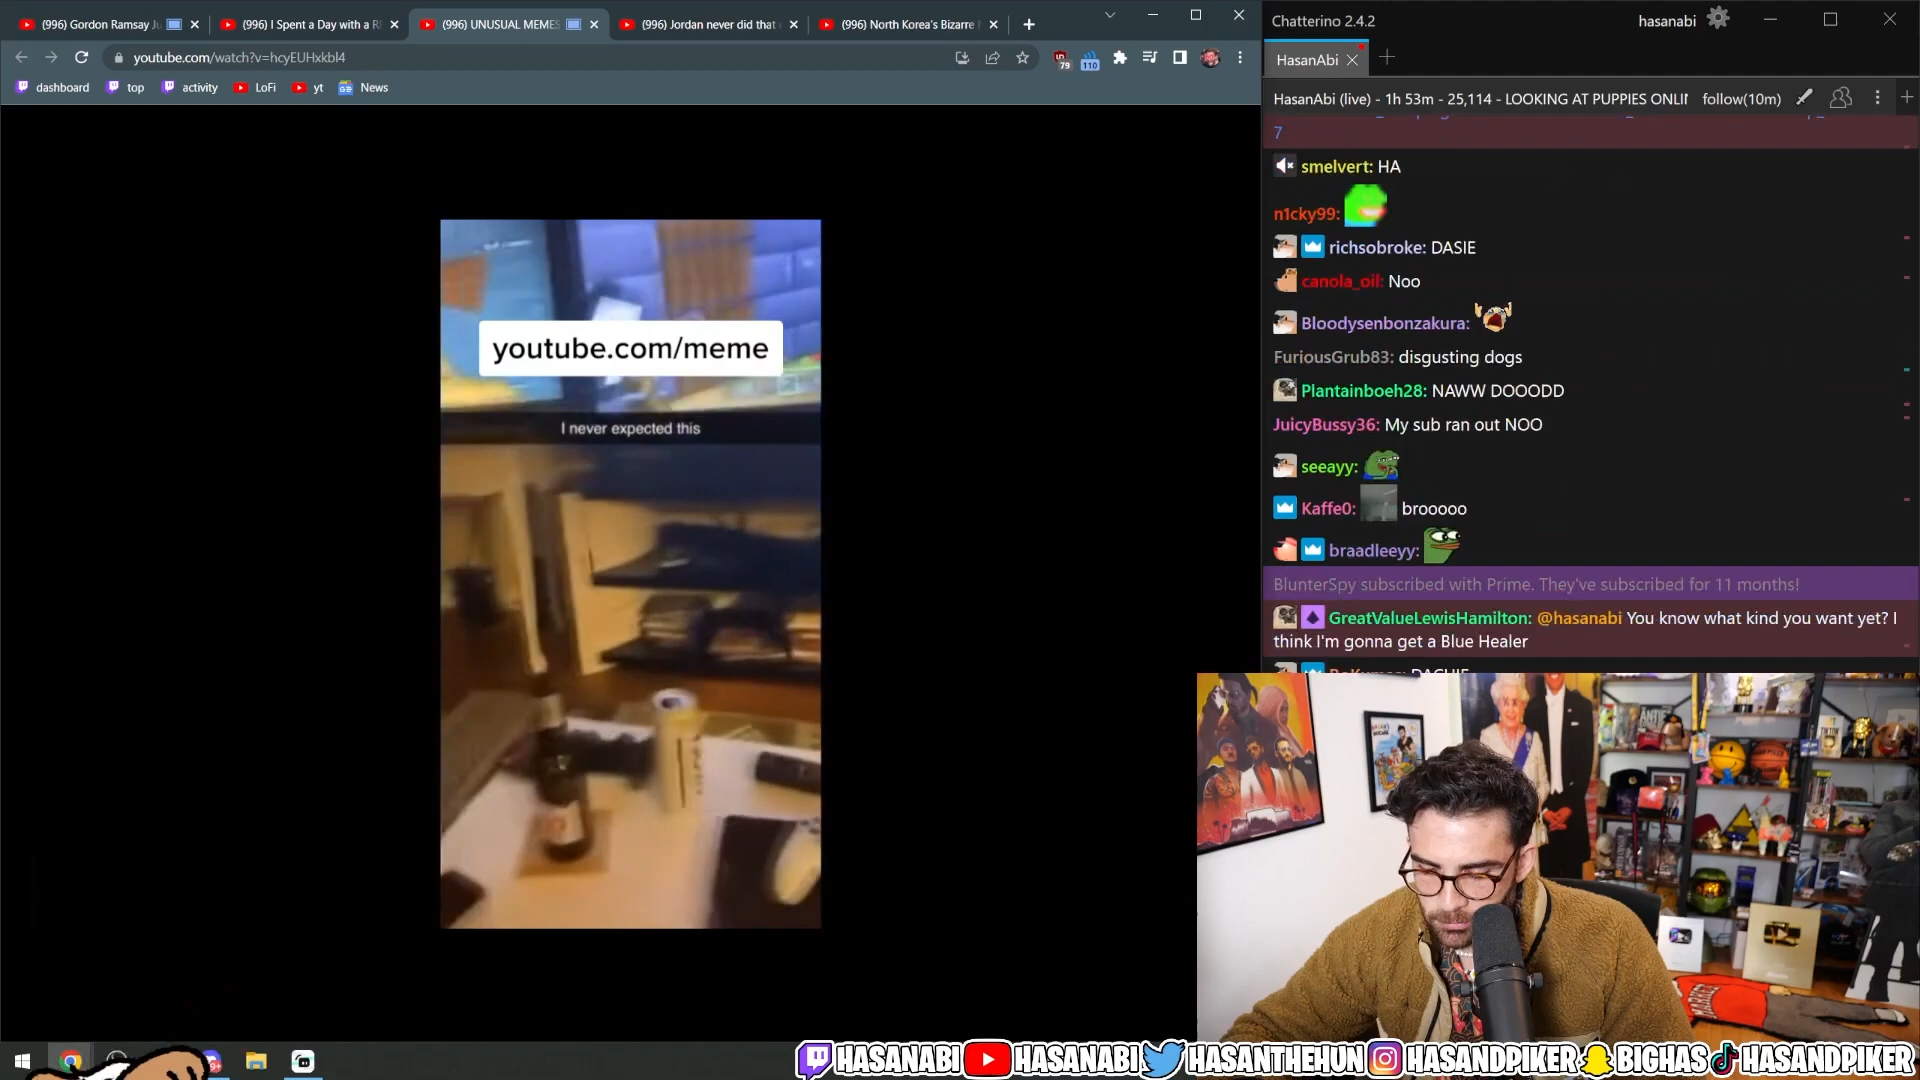 (996) Gordon Ramsay Ju
(996) I Spent a Day with a R
(996) UNUSUAL MEMES
(996) Jordan never did that
(996) North Korea's Bizarre
youtube.com/watch?v=hcyEUHxkbl4
79
110
dashboard
top
activity
LoFi
yt
News
youtube.com/meme
I never expected this
Chatterino 2.4.2
hasanabi
HasanAbi
HasanAbi (live) - 1h 53m - 25,114 - LOOKING AT PUPPIES ONLI
follow(10m)
7
smelvert: HA
n1cky99:
richsobroke: DASIE
canola_oil: Noo
Bloodysenbonzakura:
FuriousGrub83: disgusting dogs
Plantainboeh28: NAWW DOOODD
JuicyBussy36: My sub ran out NOO
seeayy:
Kaffe0: brooooo
braadleeyy:
BlunterSpy subscribed with Prime. They've subscribed for 11 months!
GreatValueLewisHamilton: @hasanabi You know what kind you want yet? I
think I'm gonna get a Blue Healer
HASANABI HASANABI HASANTHEHUN HASANDPIKER BIGHAS HASANDPIKER